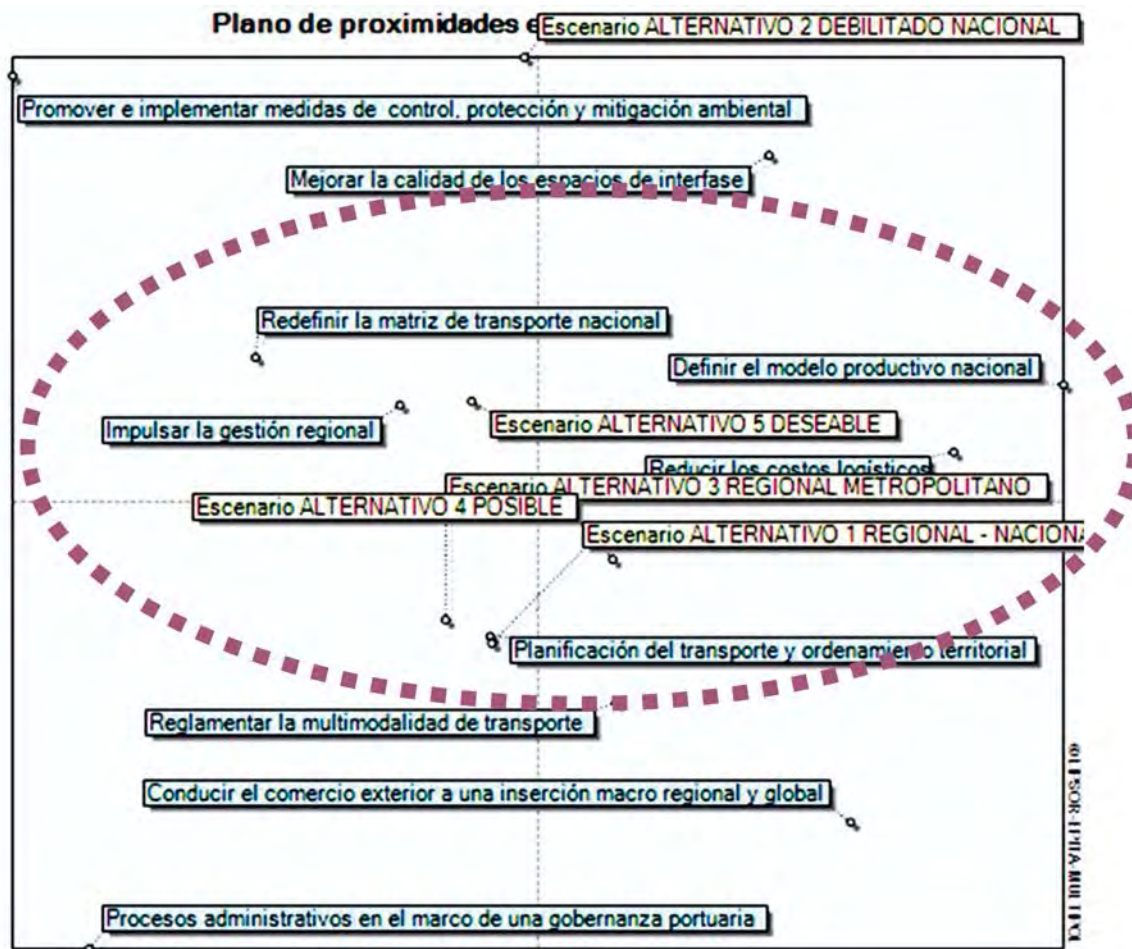 Plano de proximidades e
Escenario ALTERNATIVO 2 DEBILITADO NACIONAL
Promover e implementar medidas de control, protección y mitigación ambiental
Mejorar la calidad de los espacios de interfase
Redefinir la matriz de transporte nacional
Definir el modelo productivo nacional
Impulsar la gestión regional
Escenario ALTERNATIVO 5 DESEABLE
Reducir los costos logísticos
Escenario ALTERNATIVO 3 REGIONAL METROPOLITANO
Escenario ALTERNATIVO 4 POSIBLE
Escenario ALTERNATIVO 1 REGIONAL - NACIONA
Planificación del transporte y ordenamiento territorial
Reglamentar la multimodalidad de transporte
Conducir el comercio exterior a una inserción macro regional y global
Procesos administrativos en el marco de una gobernanza portuaria